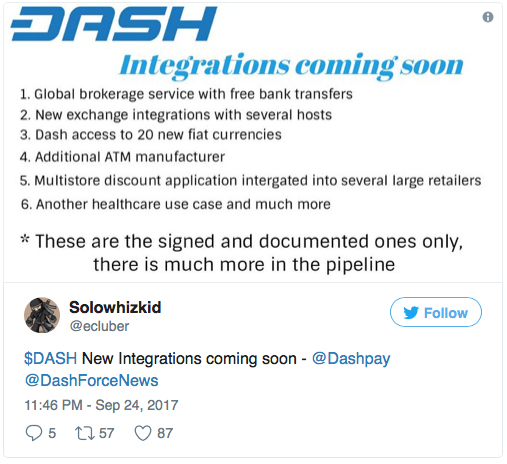 DASH
Integrations coming soon
1. Global brokerage service with free bank transfers
2. New exchange integrations with several hosts
3. Dash access to 20 new fiat currencies
4. Additional ATM manufacturer
5. Multistore discount application intergated into several large retailers
6. Another healthcare use case and much more
* These are the signed and documented ones only,
there is much more in the pipeline
Solowhizkid
@ecluber
Follow
$DASH New Integrations coming soon - @Dashpay
@DashForceNews
11:46 PM - Sep 24, 2017
5 57 87